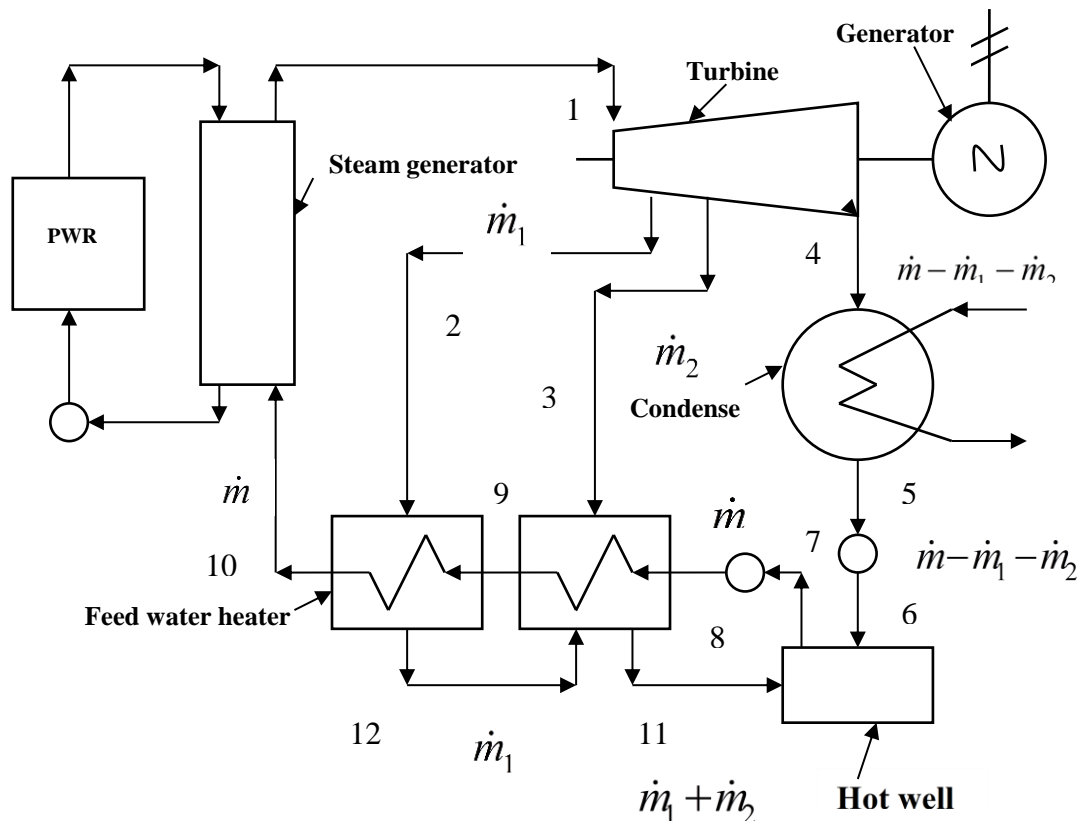 Generator
Turbine
1
Steam generator
PWR
ṁ₁
4
ṁ − ṁ₁ − ṁ₂
2
ṁ₂
3
Condense
ṁ
9
ṁ
5
7
ṁ − ṁ₁ − ṁ₂
10
Feed water heater
8
6
12
ṁ₁
11
ṁ₁ + ṁ₂
Hot well